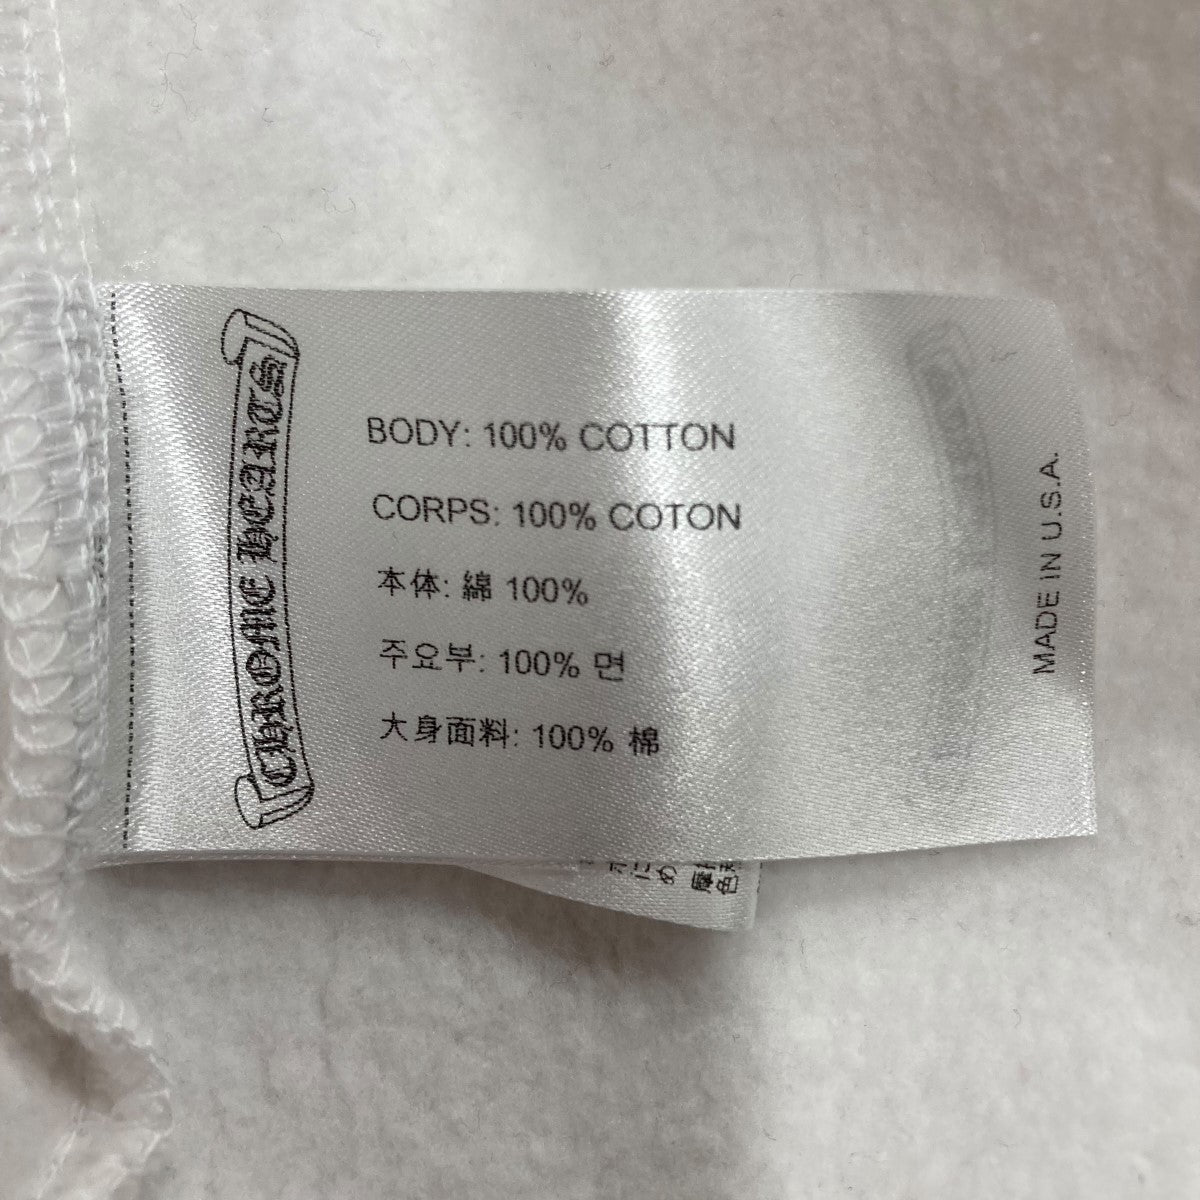 CHROME HEARTS
BODY: 100% COTTON
CORPS: 100% COTON
本体: 綿 100%
주요부: 100% 면
大身面料: 100% 棉
MADE IN U.S.A.